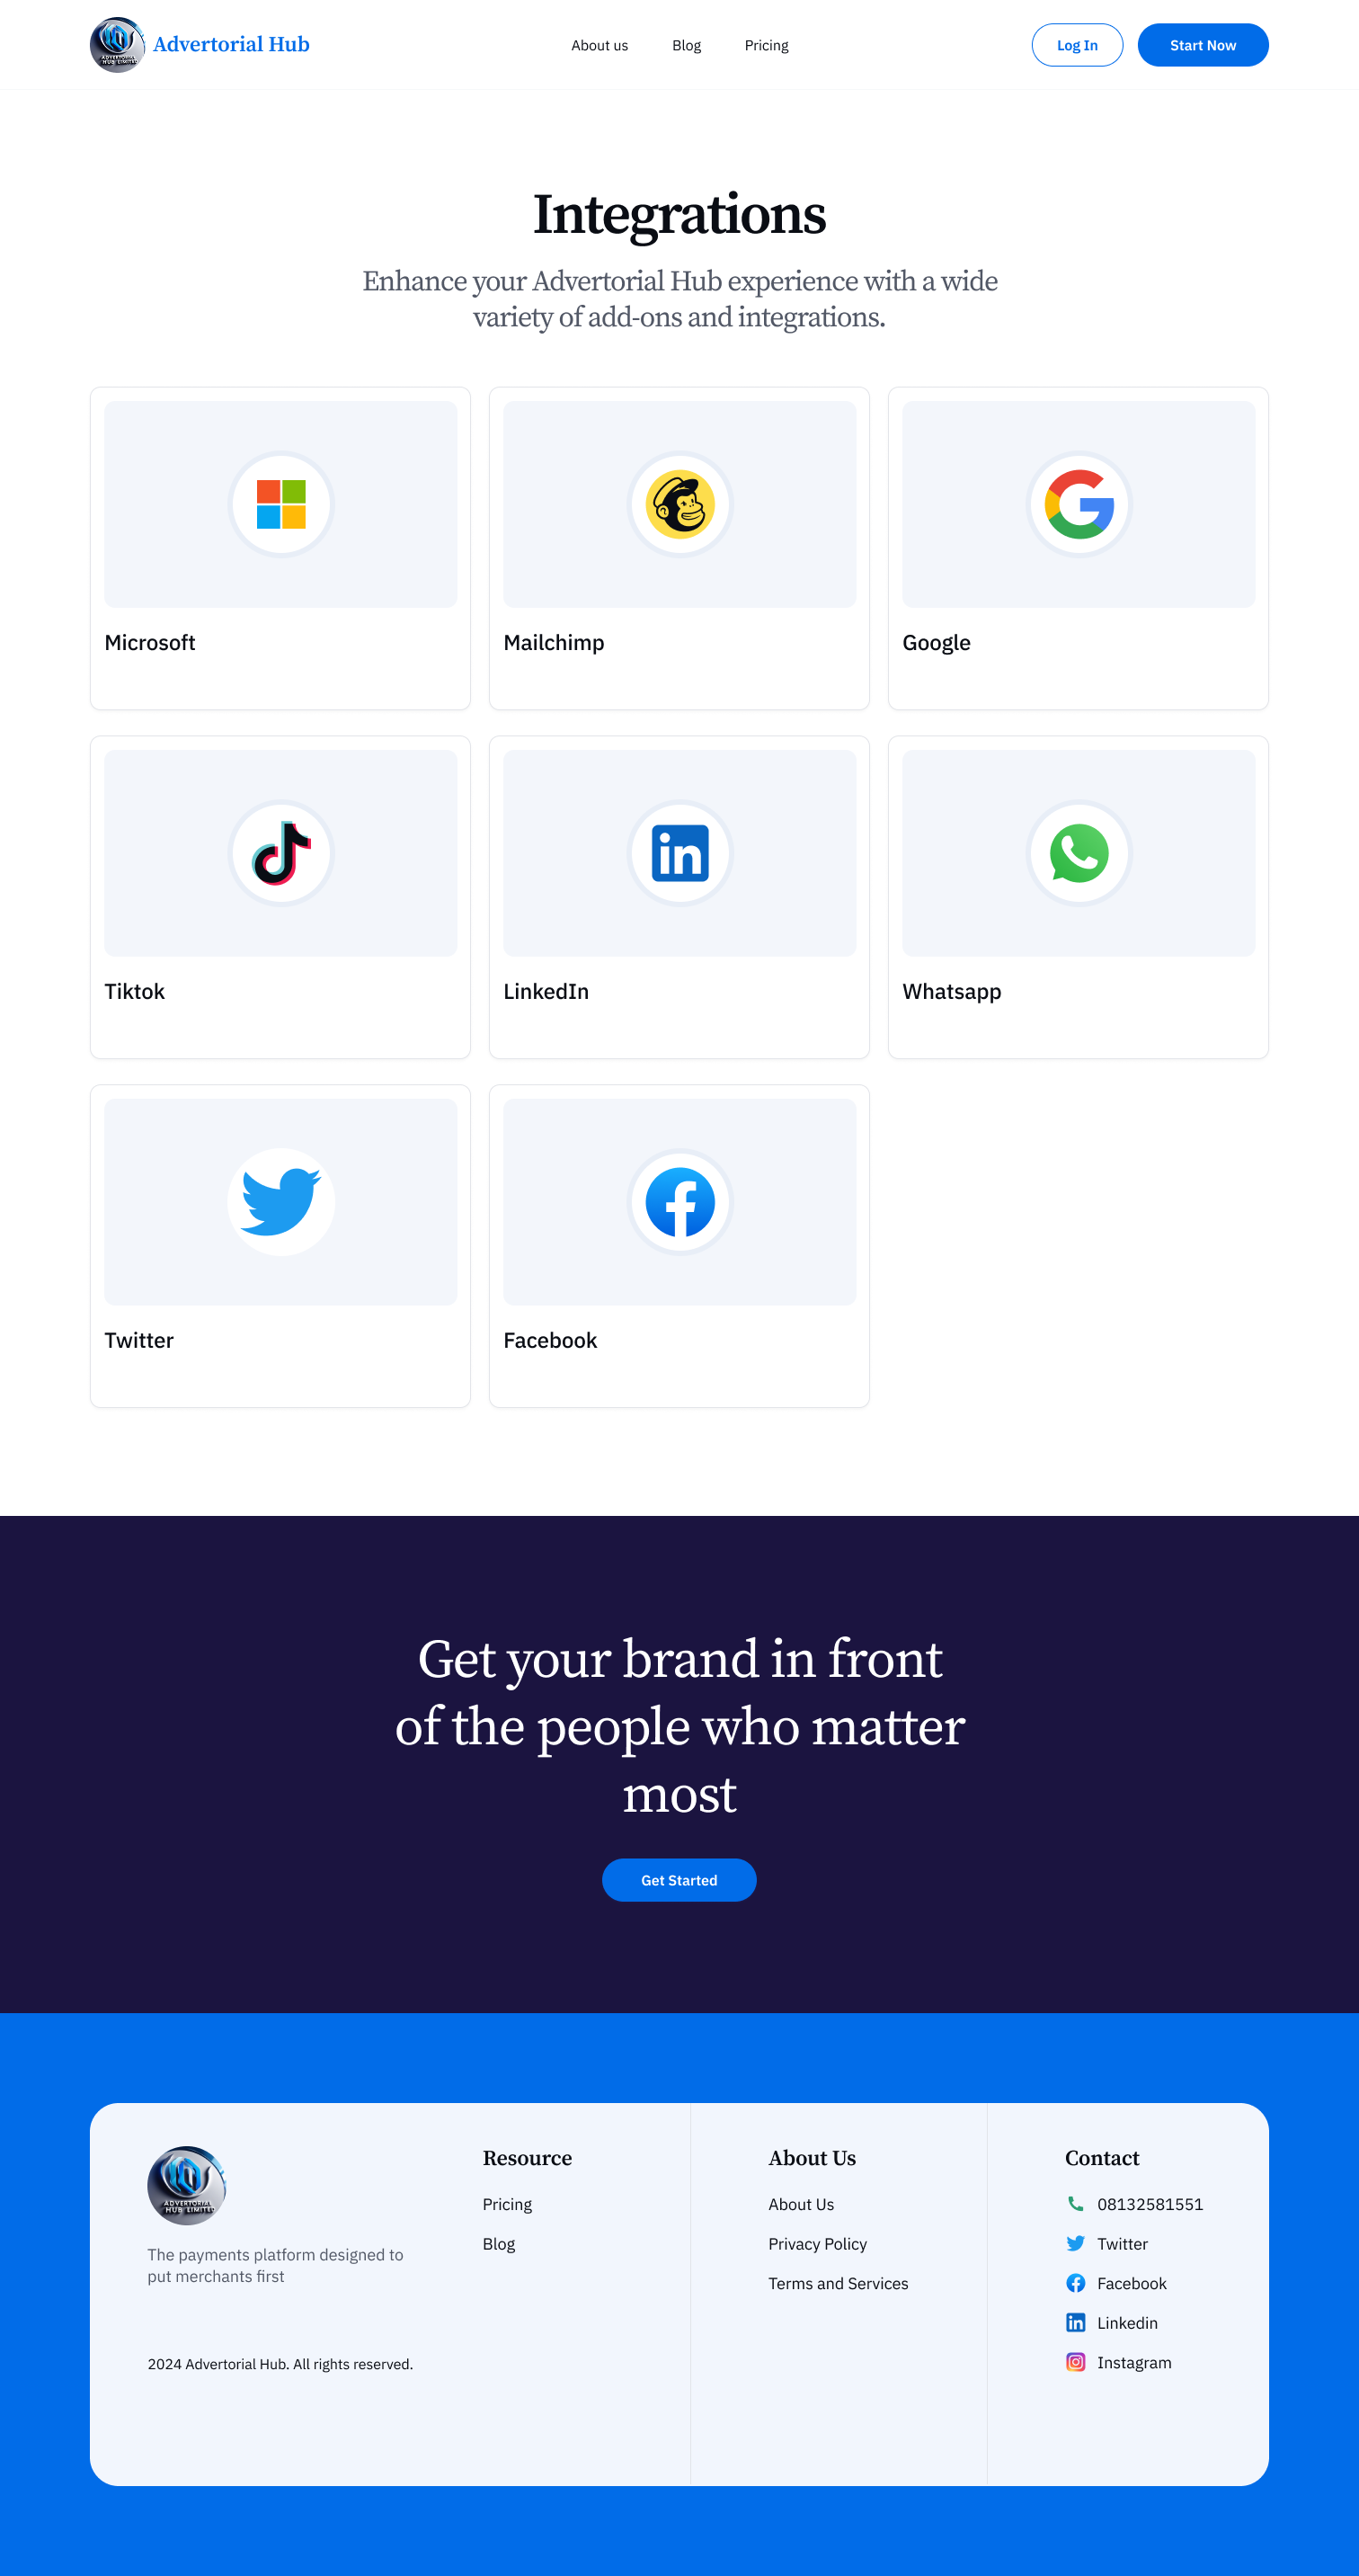 ADVERTORIAL
HUB LIMITED
Advertorial Hub
About us
Blog
Pricing
Log In
Start Now
Integrations
Enhance your Advertorial Hub experience with a wide
variety of add-ons and integrations.
Microsoft
Mailchimp
Google
Tiktok
LinkedIn
Whatsapp
Twitter
Facebook
Get your brand in front
of the people who matter
most
Get Started
ADVERTORIAL
HUB LIMITED
The payments platform designed to
put merchants first
2024 Advertorial Hub. All rights reserved.
Resource
Pricing
Blog
About Us
About Us
Privacy Policy
Terms and Services
Contact
08132581551
Twitter
Facebook
Linkedin
Instagram